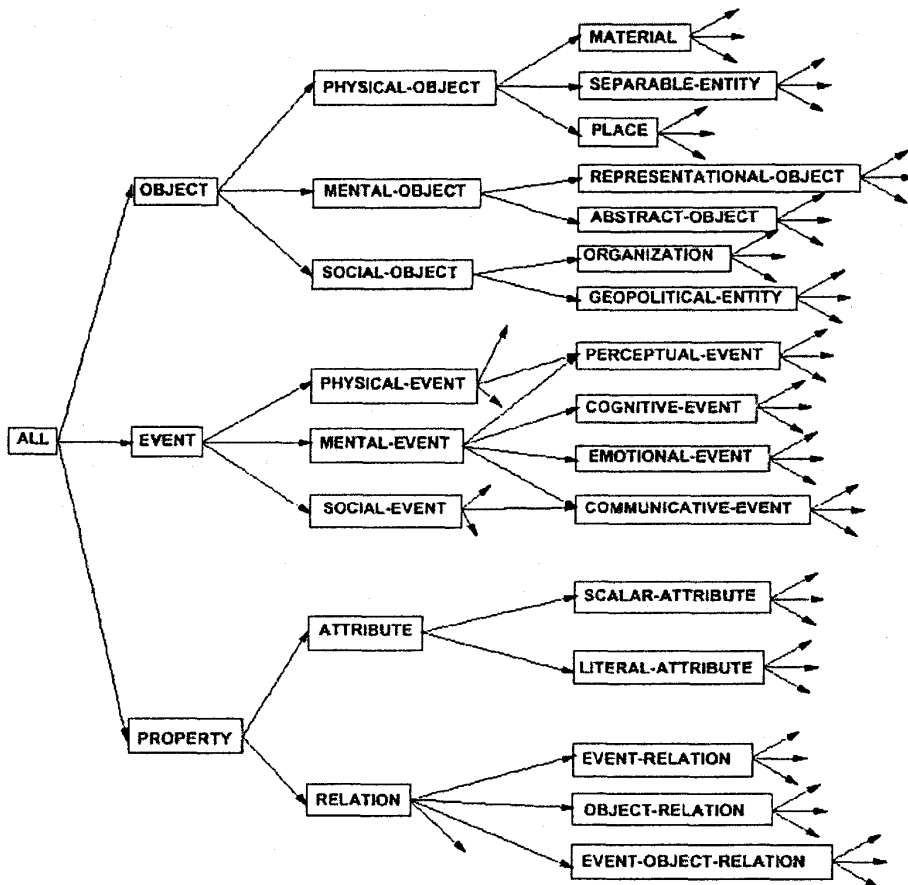 MATERIAL
PHYSICAL-OBJECT
SEPARABLE-ENTITY
PLACE
OBJECT
MENTAL-OBJECT
REPRESENTATIONAL-OBJECT
ABSTRACT-OBJECT
SOCIAL-OBJECT
ORGANIZATION
GEOPOLITICAL-ENTITY
PHYSICAL-EVENT
PERCEPTUAL-EVENT
COGNITIVE-EVENT
ALL
EVENT
MENTAL-EVENT
EMOTIONAL-EVENT
SOCIAL-EVENT
COMMUNICATIVE-EVENT
SCALAR-ATTRIBUTE
ATTRIBUTE
LITERAL-ATTRIBUTE
PROPERTY
EVENT-RELATION
RELATION
OBJECT-RELATION
EVENT-OBJECT-RELATION